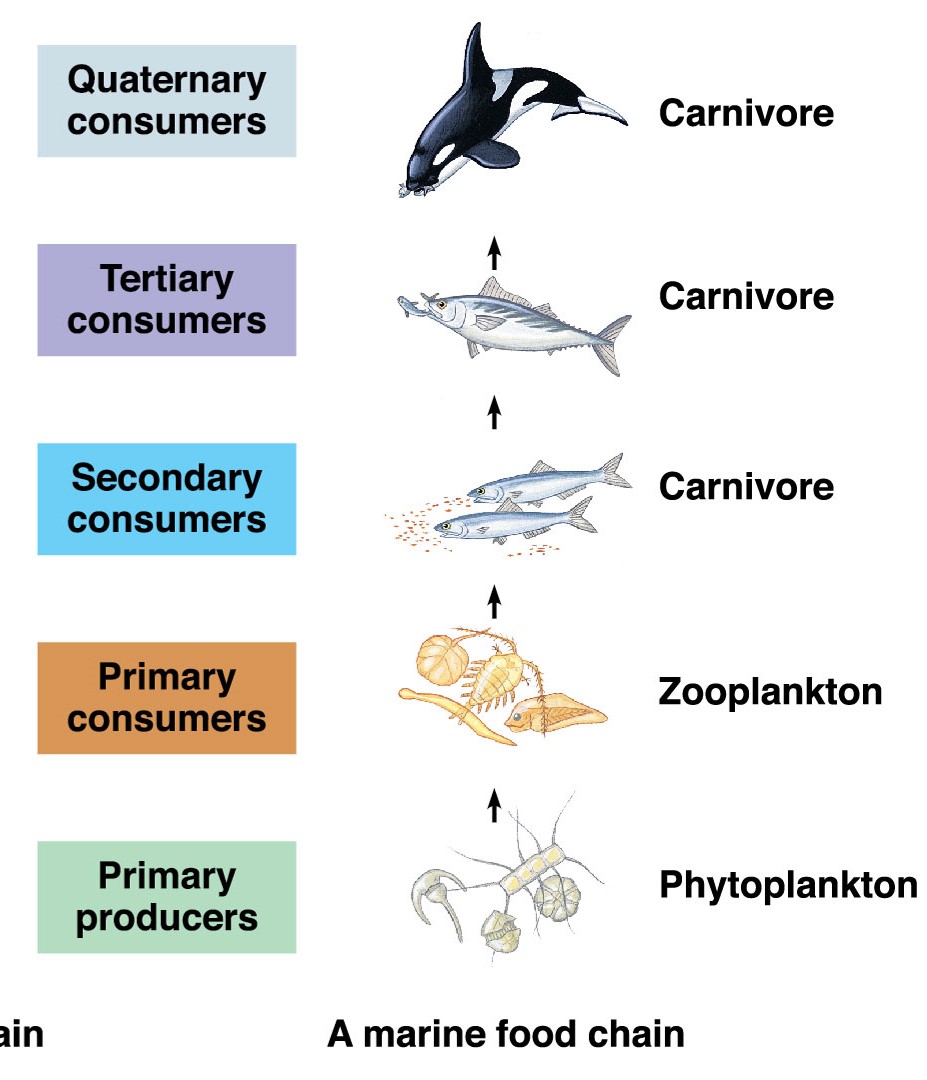 Quaternary
consumers
Carnivore
Tertiary
consumers
Carnivore
Secondary
consumers
Carnivore
Primary
consumers
Zooplankton
Primary
producers
Phytoplankton
ain
A marine food chain